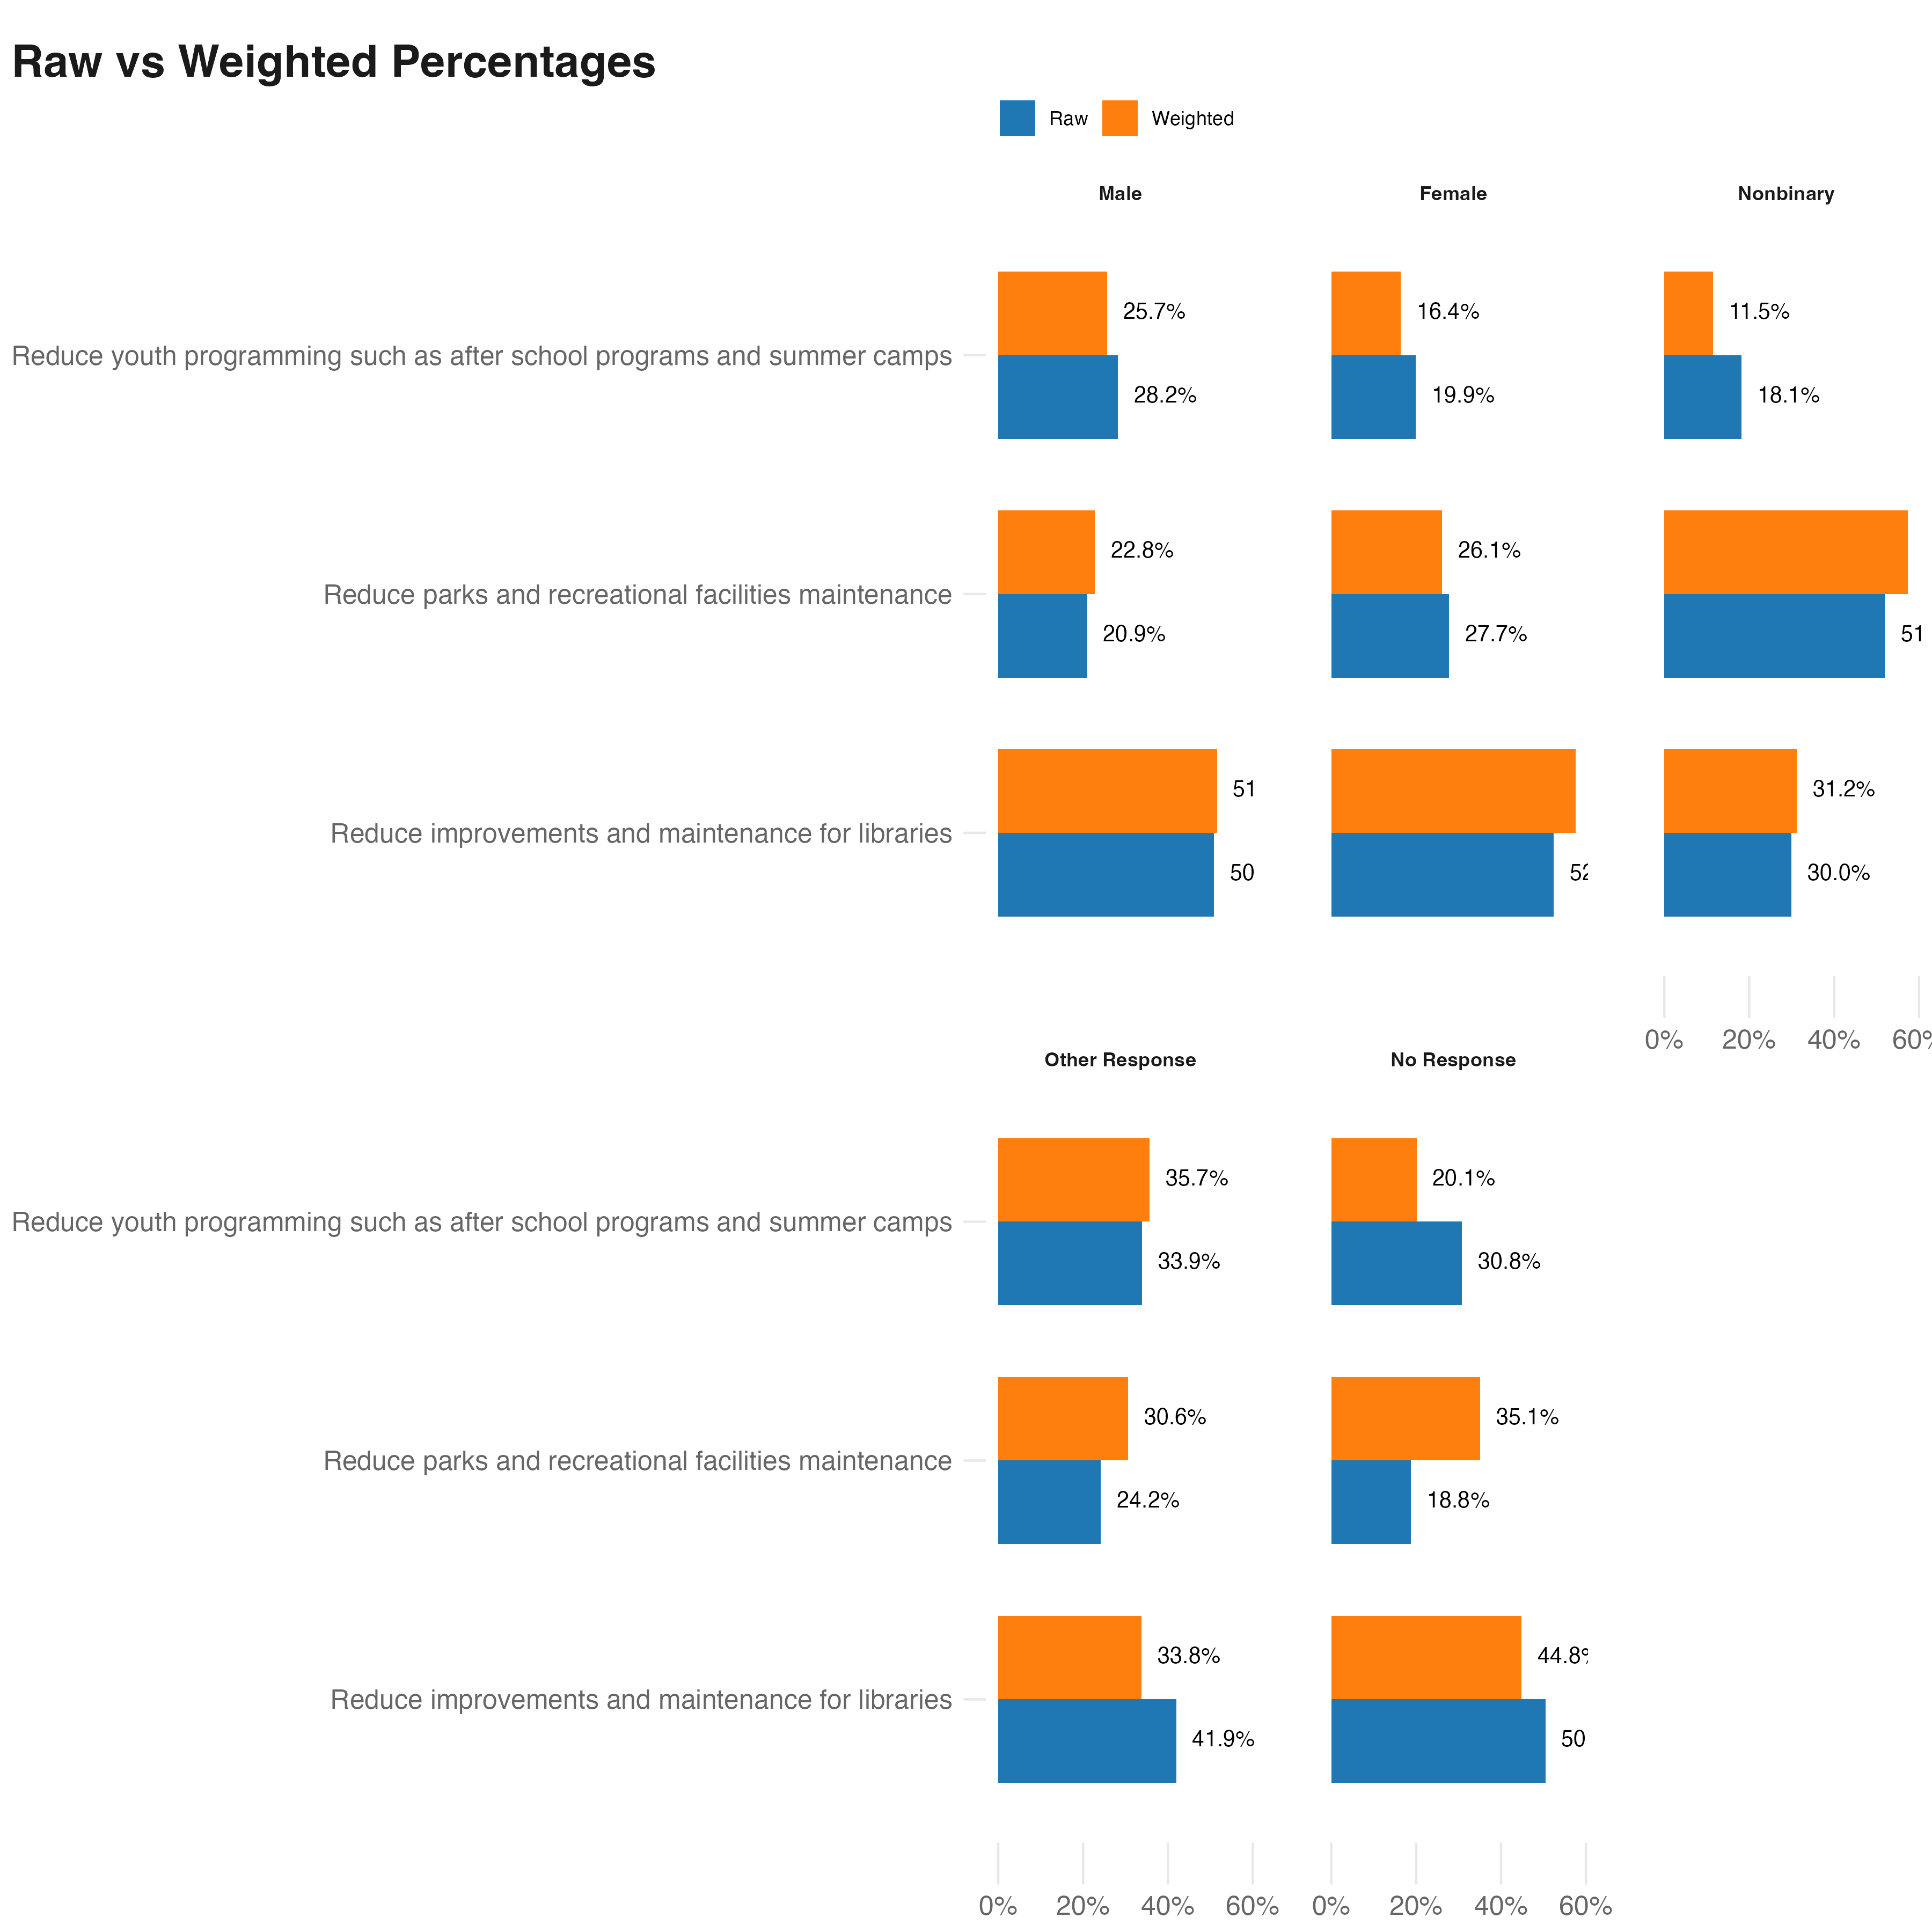 Raw vs Weighted Percentages
Raw Weighted
Male Female Nonbinary
Reduce youth programming such as after school programs and summer camps
25.7% 16.4% 11.5%
28.2% 19.9% 18.1%
Reduce parks and recreational facilities maintenance
22.8% 26.1%
20.9% 27.7% 51
Reduce improvements and maintenance for libraries
51 31.2%
50 52 30.0%
0% 20% 40% 60%
Other Response No Response
Reduce youth programming such as after school programs and summer camps
35.7% 20.1%
33.9% 30.8%
Reduce parks and recreational facilities maintenance
30.6% 35.1%
24.2% 18.8%
Reduce improvements and maintenance for libraries
33.8% 44.8%
41.9% 50
0% 20% 40% 60% 0% 20% 40% 60%